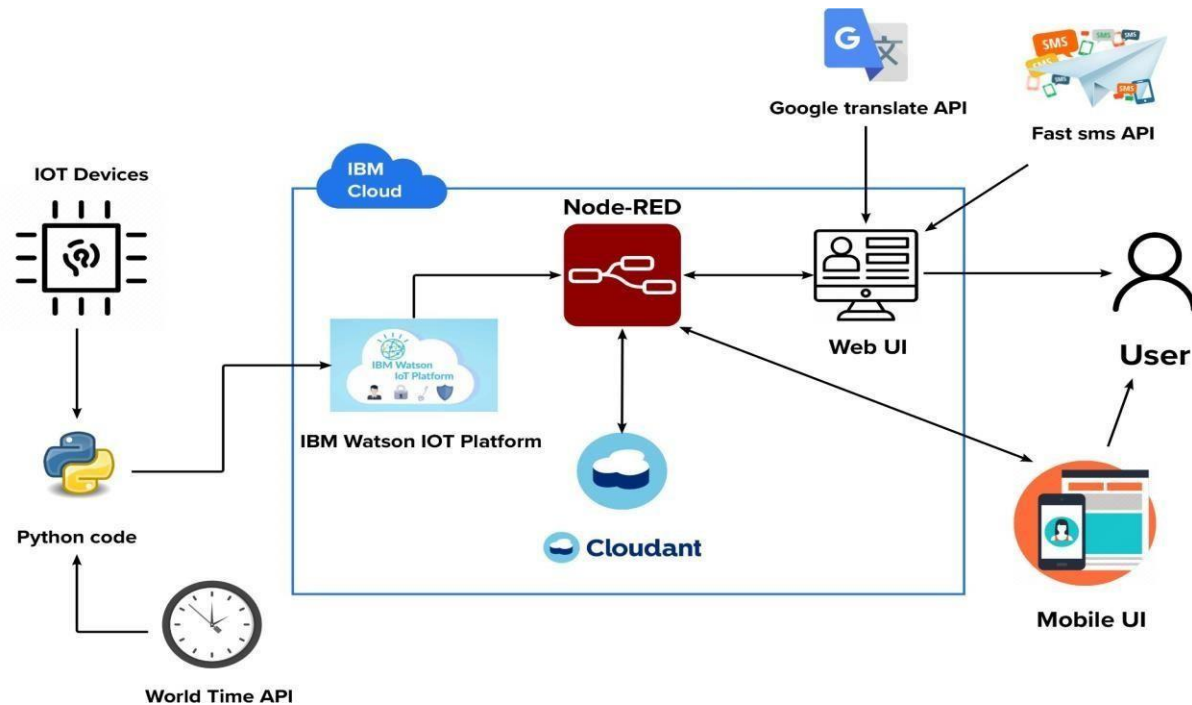 Google translate API
SMS
SMS
SMS
SMS
SMS
Fast sms API
IOT Devices
IBM
Cloud
Node-RED
G 文
IBM Watson
IoT Platform
IBM Watson IOT Platform
Web UI
User
Python code
Cloudant
Mobile UI
World Time API